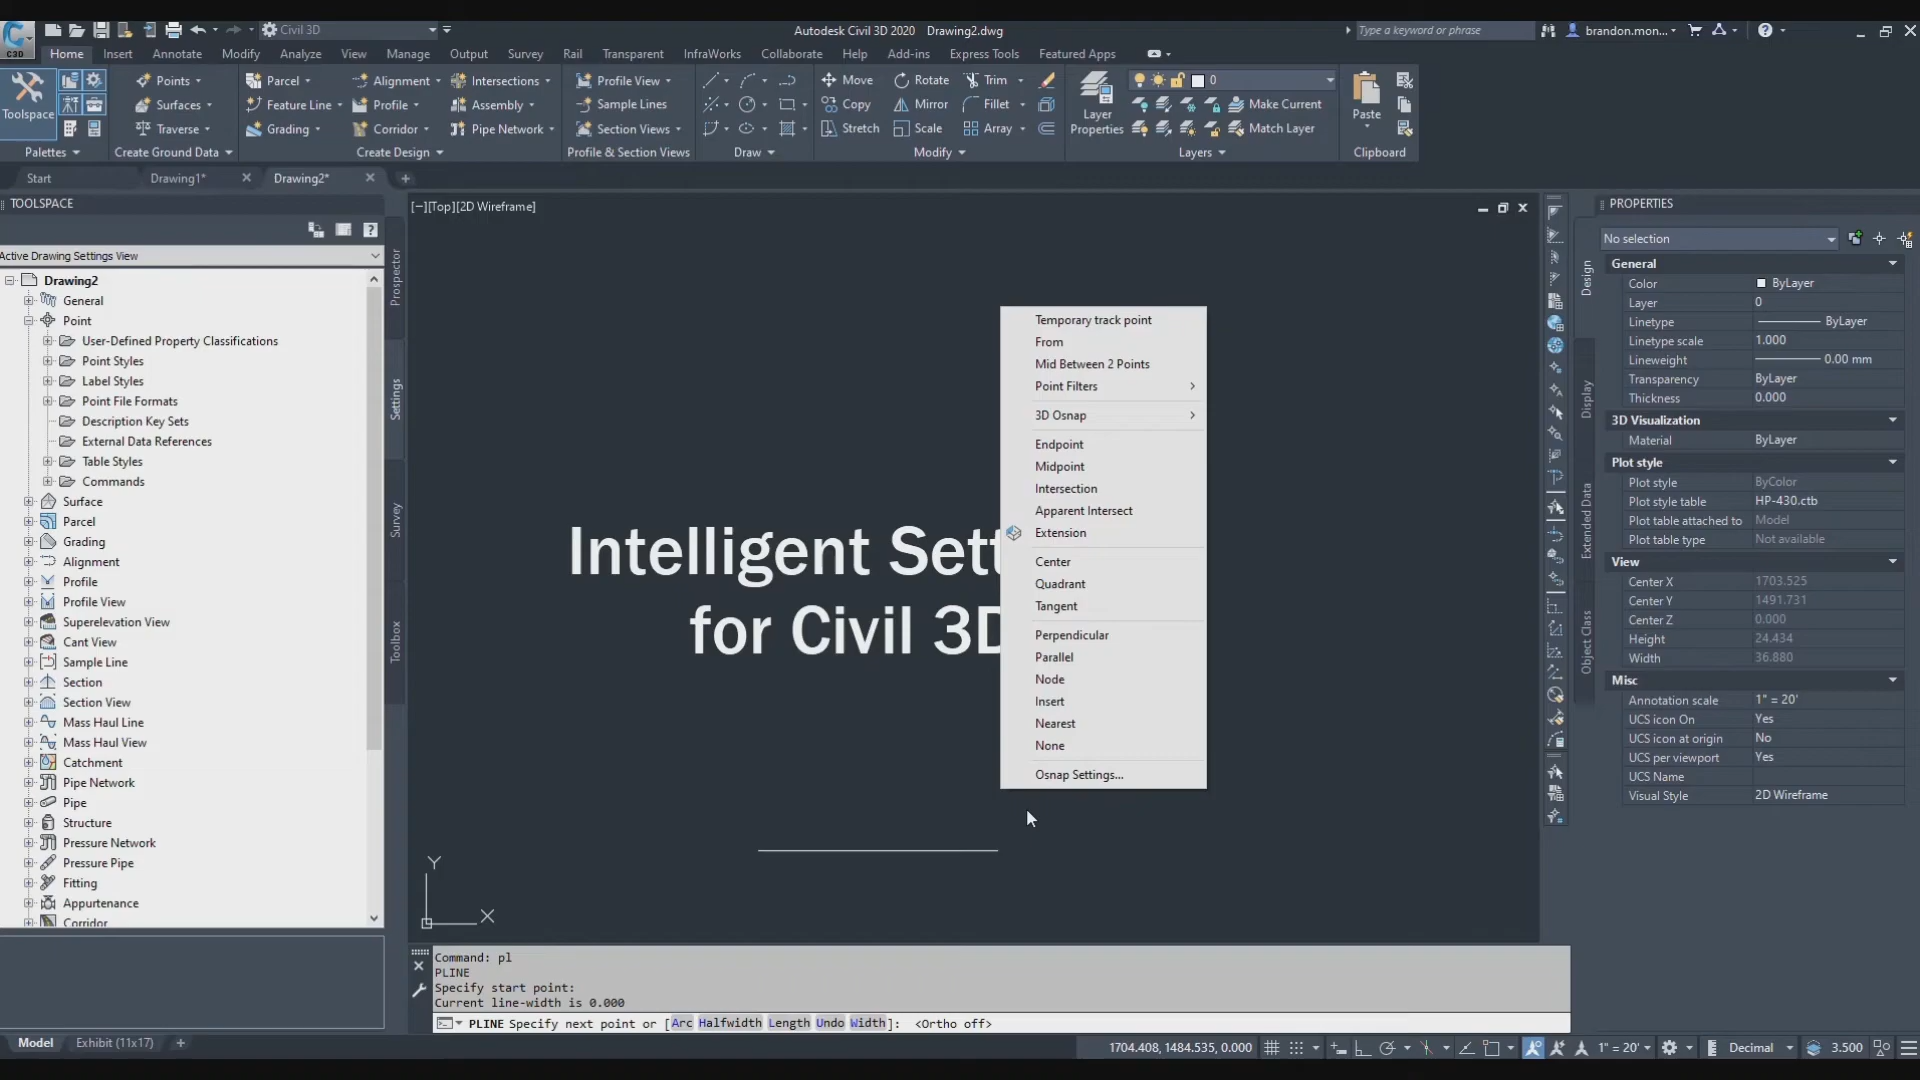 C3D
Civil 3D
Autodesk Civil 3D 2020 Drawing2.dwg
Type a keyword or phrase
brandon.mon...
Home Insert Annotate Modify Analyze View Manage Output Survey Rail Transparent InfraWorks Collaborate Help Add-ins Express Tools Featured Apps
Toolspace
Palettes
Points
Surfaces
Traverse
Create Ground Data
Parcel
Feature Line
Grading
Alignment
Profile
Corridor
Intersections
Assembly
Pipe Network
Create Design
Profile View
Sample Lines
Section Views
Profile & Section Views
Draw
Move
Copy
Stretch
Rotate
Mirror
Scale
Trim
Fillet
Array
Modify
Layer
Properties
0
Make Current
Match Layer
Layers
Paste
Clipboard
Start Drawing1* Drawing2*
TOOLSPACE
Active Drawing Settings View
Drawing2
General
Point
User-Defined Property Classifications
Point Styles
Label Styles
Point File Formats
Description Key Sets
External Data References
Table Styles
Commands
Surface
Parcel
Grading
Alignment
Profile
Profile View
Superelevation View
Cant View
Sample Line
Section
Section View
Mass Haul Line
Mass Haul View
Catchment
Pipe Network
Pipe
Structure
Pressure Network
Pressure Pipe
Fitting
Appurtenance
Corridor
Prospector
Settings
Survey
Toolbox
[−][Top][2D Wireframe]
Intelligent Sett
for Civil 3D
Temporary track point
From
Mid Between 2 Points
Point Filters
3D Osnap
Endpoint
Midpoint
Intersection
Apparent Intersect
Extension
Center
Quadrant
Tangent
Perpendicular
Parallel
Node
Insert
Nearest
None
Osnap Settings...
Y
X
Command: pl
PLINE
Specify start point:
Current line-width is 0.000
PLINE Specify next point or [Arc Halfwidth Length Undo Width]: <Ortho off>
PROPERTIES
No selection
Design
Display
Extended Data
Object Class
General
Color ByLayer
Layer 0
Linetype ByLayer
Linetype scale 1.000
Lineweight 0.00 mm
Transparency ByLayer
Thickness 0.000
3D Visualization
Material ByLayer
Plot style
Plot style ByColor
Plot style table HP-430.ctb
Plot table attached to Model
Plot table type Not available
View
Center X 1703.525
Center Y 1491.731
Center Z 0.000
Height 24.434
Width 36.880
Misc
Annotation scale 1" = 20'
UCS icon On Yes
UCS icon at origin No
UCS per viewport Yes
UCS Name
Visual Style 2D Wireframe
Model Exhibit (11x17)
1704.408, 1484.535, 0.000
1" = 20'
Decimal
3.500